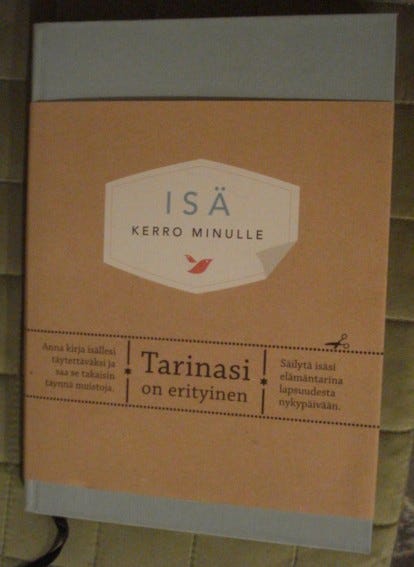 ISÄ
KERRO MINULLE
Anna kirja isällesi
täytettäväksi ja
saa se takaisin
täynnä muistoja.
Tarinasi
on erityinen
Säilytä isäsi
elämäntarina
lapsuudesta
nykypäivään.